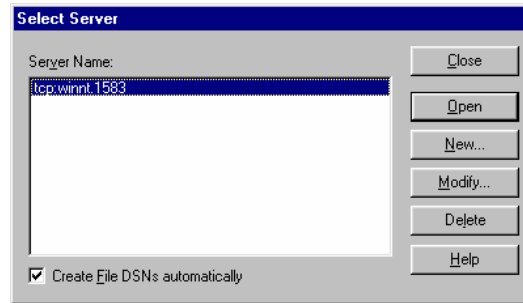 Select Server
Server Name:
tcp:winnt.1583
Close
Open
New...
Modify...
Delete
Help
Create File DSNs automatically